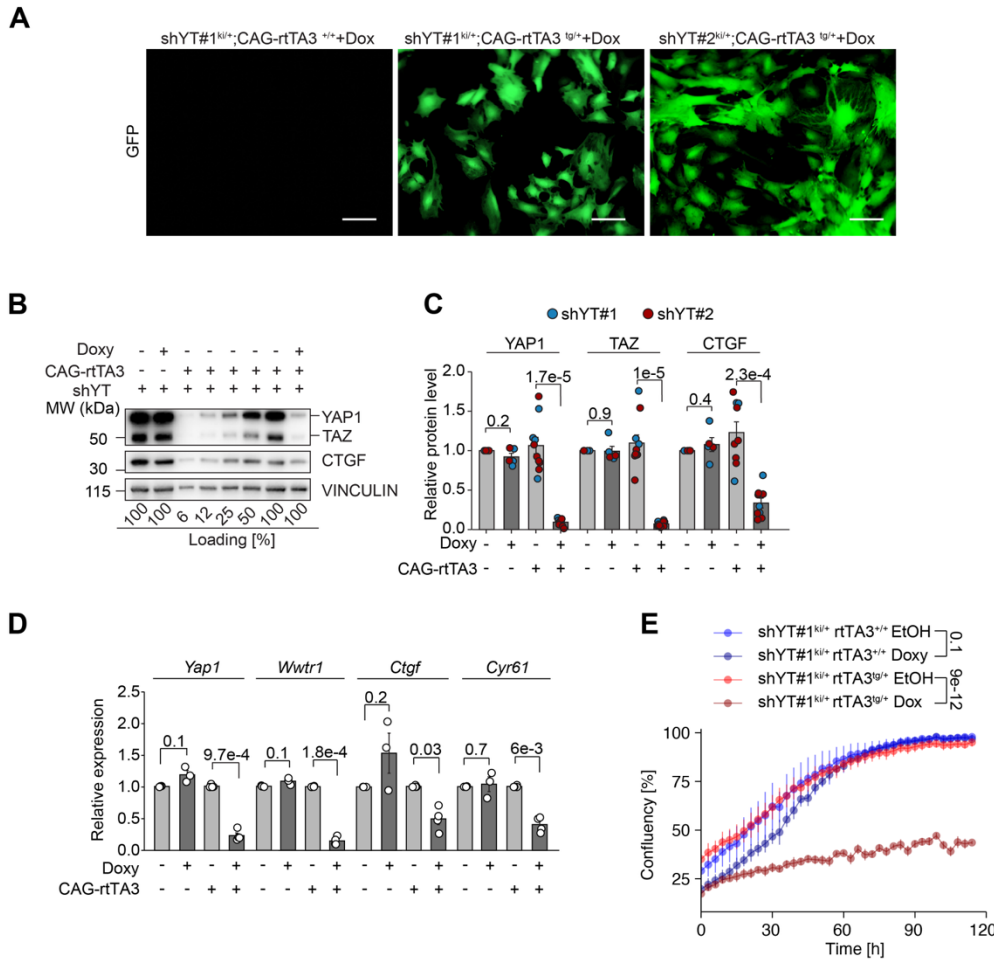 A
shYT#1ki/+;CAG-rtTA3 +/++Dox
shYT#1ki/+;CAG-rtTA3 tg/++Dox
shYT#2ki/+;CAG-rtTA3 tg/++Dox
GFP
B
Doxy - + - - - - - +
CAG-rtTA3 - - + + + + + +
shYT + + + + + + + +
MW (kDa)
YAP1
50 TAZ
30 CTGF
115 VINCULIN
100 100 6 12 25 50 100 100
Loading [%]
C
shYT#1 shYT#2
YAP1 TAZ CTGF
Relative protein level
2.0
1.5
1.0
0.5
0.0
0.2 1.7e-5 0.9 1e-5 0.4 2.3e-4
Doxy - + - + - + - + - + - +
CAG-rtTA3 - - + + - - + + - - + +
D
Yap1 Wwtr1 Ctgf Cyr61
Relative expression
2.5
2.0
1.5
1.0
0.5
0.0
0.1 9.7e-4 0.1 1.8e-4 0.2 0.03 0.7 6e-3
Doxy - + - + - + - + - + - + - + - +
CAG-rtTA3 - - + + - - + + - - + + - - + +
E
shYT#1ki/+ rtTA3+/+ EtOH
shYT#1ki/+ rtTA3+/+ Doxy
0.1
shYT#1ki/+ rtTA3tg/+ EtOH
shYT#1ki/+ rtTA3tg/+ Dox
9e-12
Confluency [%]
100
75
50
25
0 30 60 90 120
Time [h]